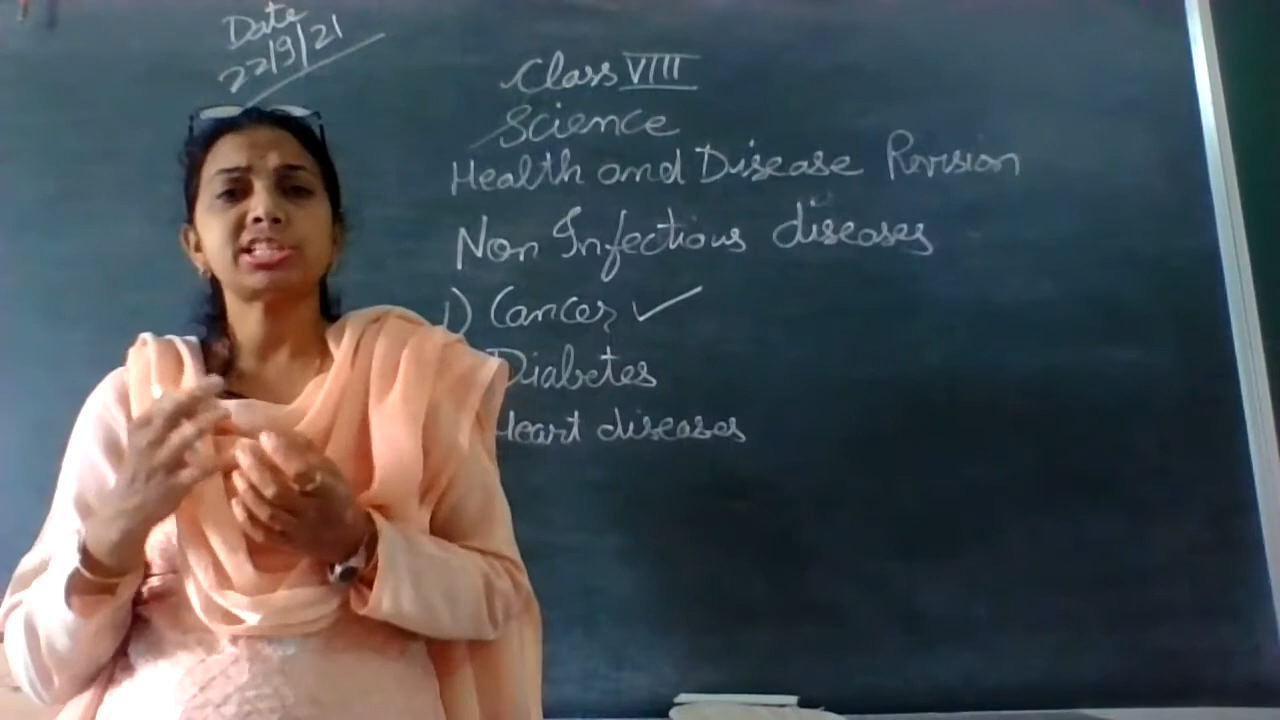 Date
22/9/21
Class VIII
Science
Health and Disease Revision
Non Infectious diseases
1) Cancer ✓
Diabetes
Heart diseases